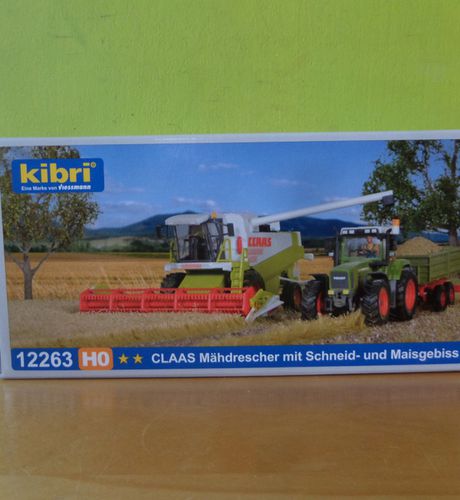 kibri
Eine Marke von Viessmann
CLAAS
12263 H0 ★★ CLAAS Mähdrescher mit Schneid- und Maisgebiss